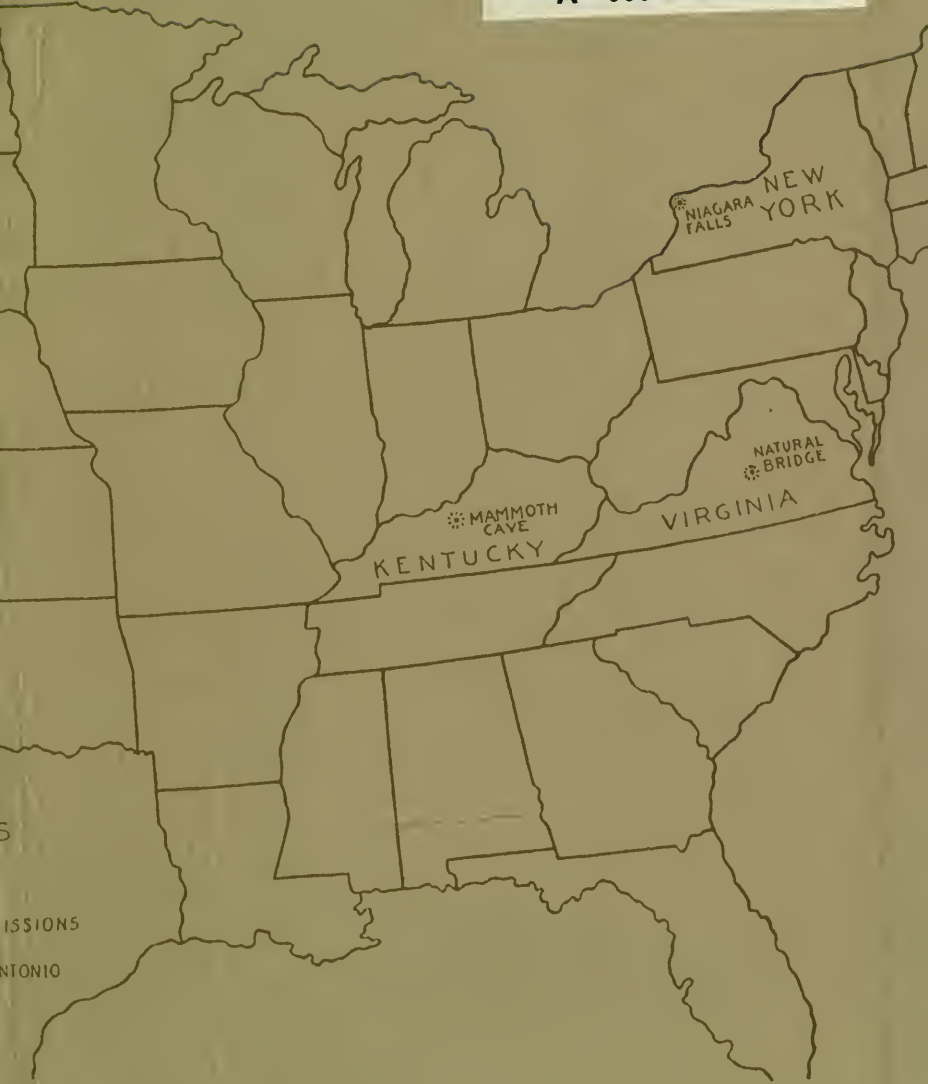 NEW
YORK
NIAGARA
FALLS
NATURAL
BRIDGE
VIRGINIA
MAMMOTH
CAVE
KENTUCKY
S
ISSIONS
NTONIO